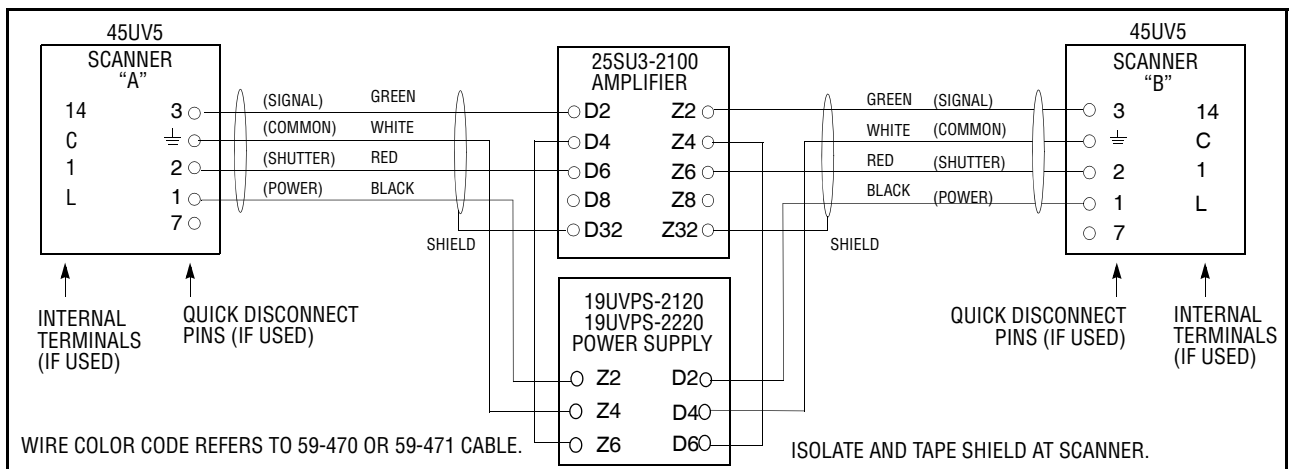 45UV5
SCANNER
“A”
14 3
C
1 2
L 1
7
(SIGNAL) GREEN
(COMMON) WHITE
(SHUTTER) RED
(POWER) BLACK
SHIELD
INTERNAL
TERMINALS
(IF USED)
QUICK DISCONNECT
PINS (IF USED)
25SU3-2100
AMPLIFIER
D2 Z2
D4 Z4
D6 Z6
D8 Z8
D32 Z32
19UVPS-2120
19UVPS-2220
POWER SUPPLY
Z2 D2
Z4 D4
Z6 D6
45UV5
SCANNER
“B”
3 14
C
2 1
1 L
7
GREEN (SIGNAL)
WHITE (COMMON)
RED (SHUTTER)
BLACK (POWER)
SHIELD
QUICK DISCONNECT
PINS (IF USED)
INTERNAL
TERMINALS
(IF USED)
WIRE COLOR CODE REFERS TO 59-470 OR 59-471 CABLE.
ISOLATE AND TAPE SHIELD AT SCANNER.